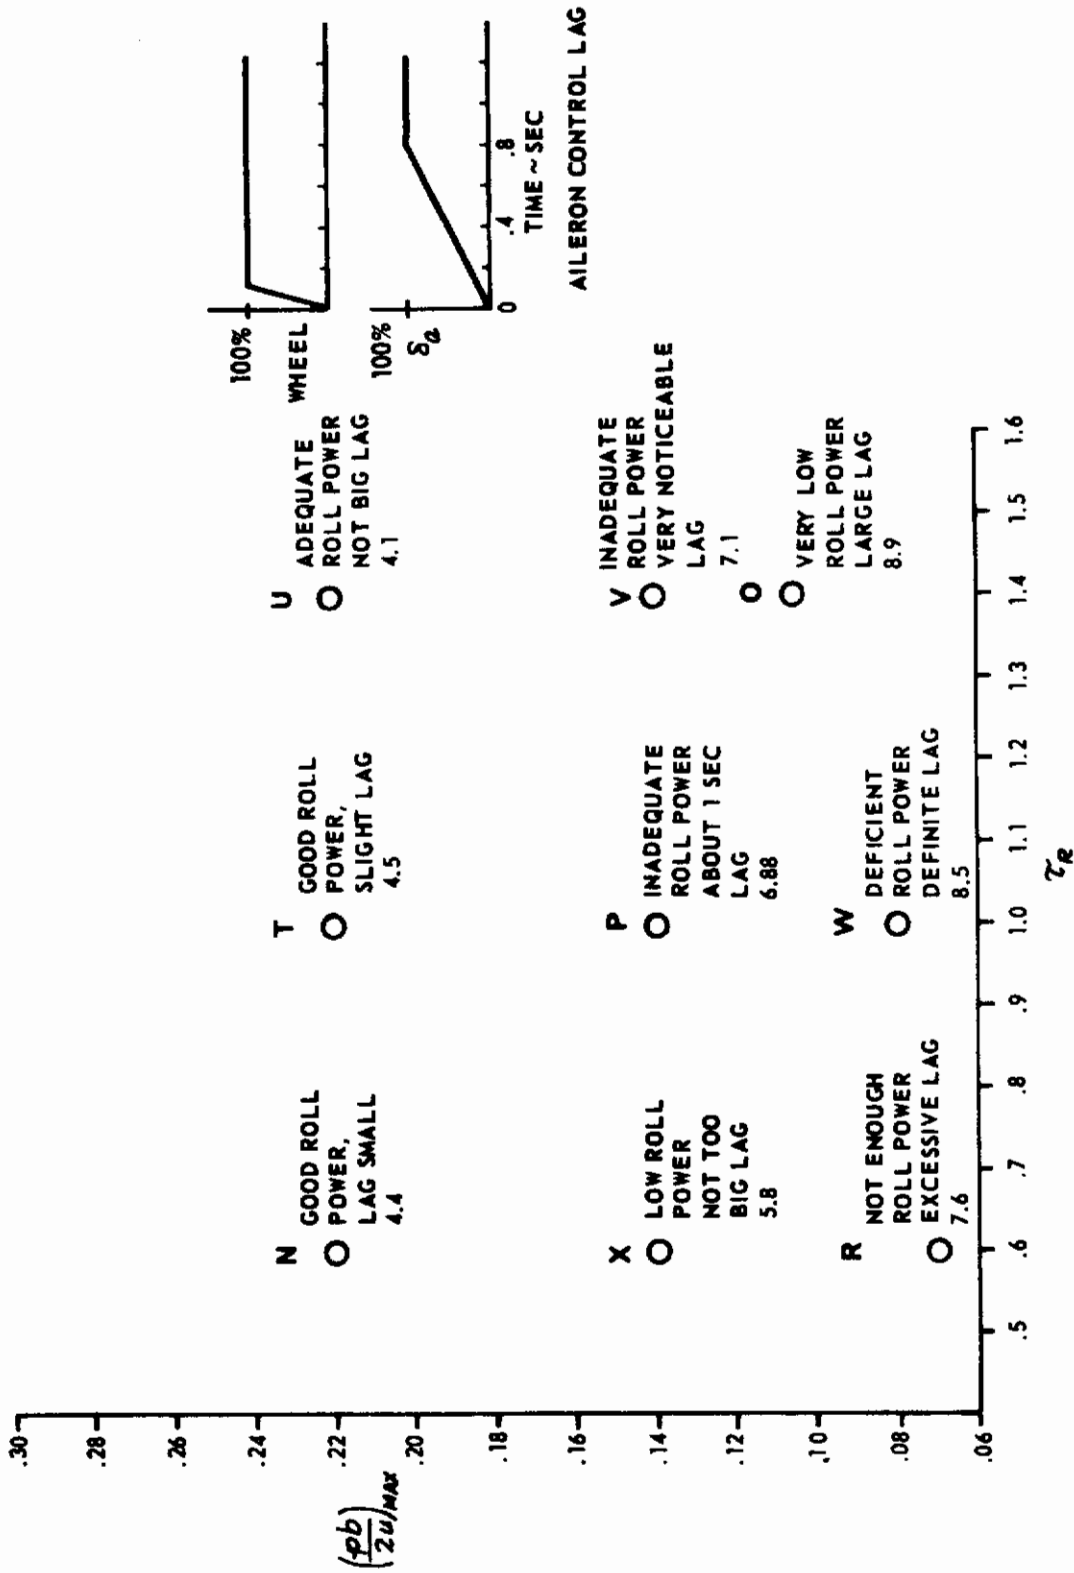 .30
.28
.26
.24
.22
.20
.18
.16
.14
.12
.10
.08
.06
(pb/2u)MAX
N
GOOD ROLL
POWER,
LAG SMALL
4.4
T
GOOD ROLL
POWER,
SLIGHT LAG
4.5
U
ADEQUATE
ROLL POWER
NOT BIG LAG
4.1
X
LOW ROLL
POWER
NOT TOO
BIG LAG
5.8
P
INADEQUATE
ROLL POWER
ABOUT 1 SEC
LAG
6.88
V
INADEQUATE
ROLL POWER
VERY NOTICEABLE
LAG
7.1
R
NOT ENOUGH
ROLL POWER
EXCESSIVE LAG
7.6
W
DEFICIENT
ROLL POWER
DEFINITE LAG
8.5
O
VERY LOW
ROLL POWER
LARGE LAG
8.9
.5 .6 .7 .8 .9 1.0 1.1 1.2 1.3 1.4 1.5 1.6
τR
100%
WHEEL
100%
δa
0 .4 .8
TIME ~ SEC
AILERON CONTROL LAG